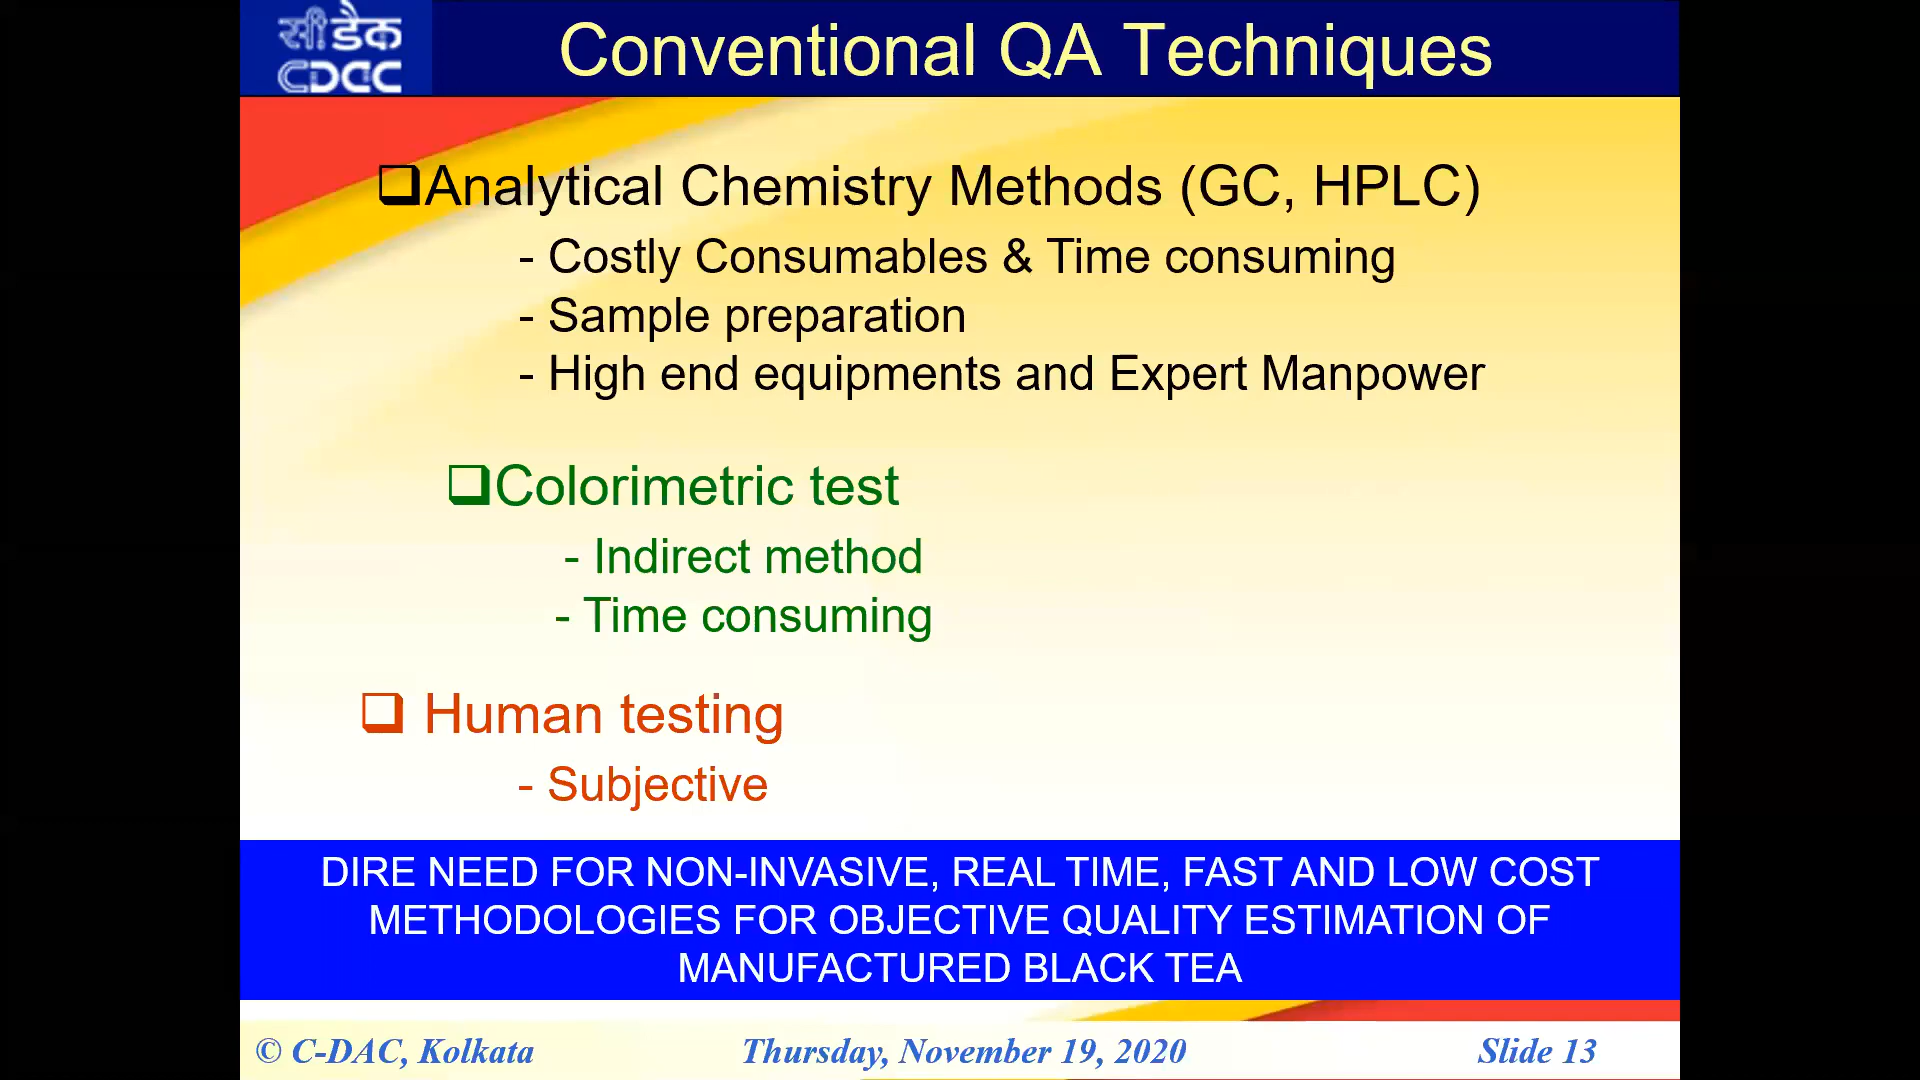 सी डैक
CDAC
Conventional QA Techniques
❑Analytical Chemistry Methods (GC, HPLC)
- Costly Consumables & Time consuming
- Sample preparation
- High end equipments and Expert Manpower
❑Colorimetric test
- Indirect method
- Time consuming
❑ Human testing
- Subjective
DIRE NEED FOR NON-INVASIVE, REAL TIME, FAST AND LOW COST
METHODOLOGIES FOR OBJECTIVE QUALITY ESTIMATION OF
MANUFACTURED BLACK TEA
© C-DAC, Kolkata
Thursday, November 19, 2020
Slide 13